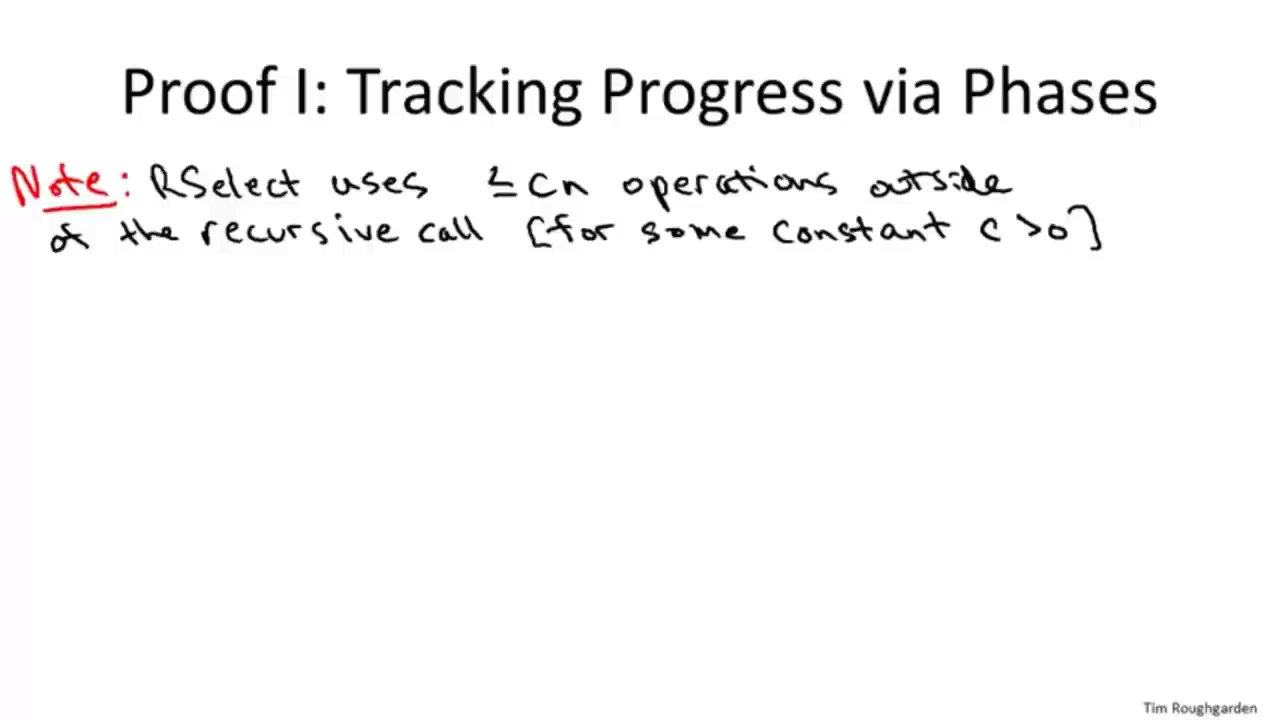 Proof I: Tracking Progress via Phases
Note: RSelect uses ≤ cn operations outside
of the recursive call [for some constant c >0]
Tim Roughgarden